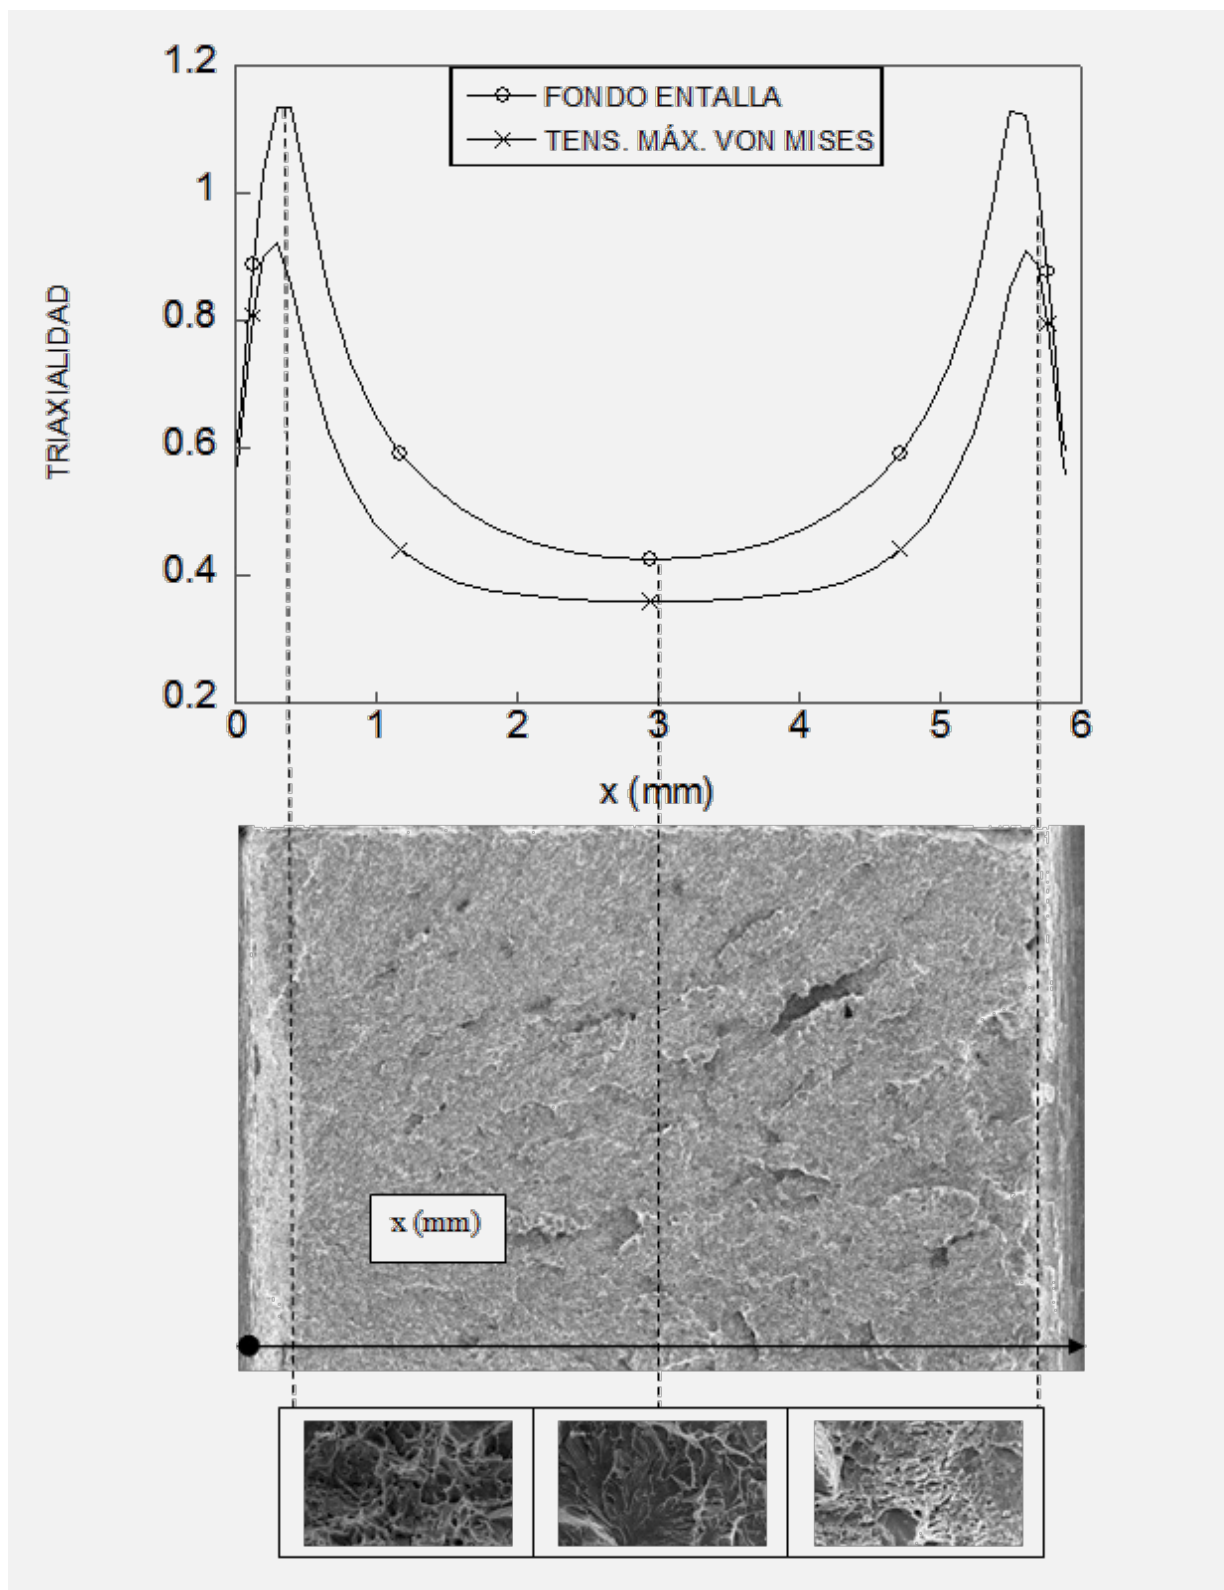 1.2
FONDO ENTALLA
TENS. MÁX. VON MISES
1
0.8
TRIAXIALIDAD
0.6
0.4
0.2
0 1 2 3 4 5 6
x (mm)
x (mm)